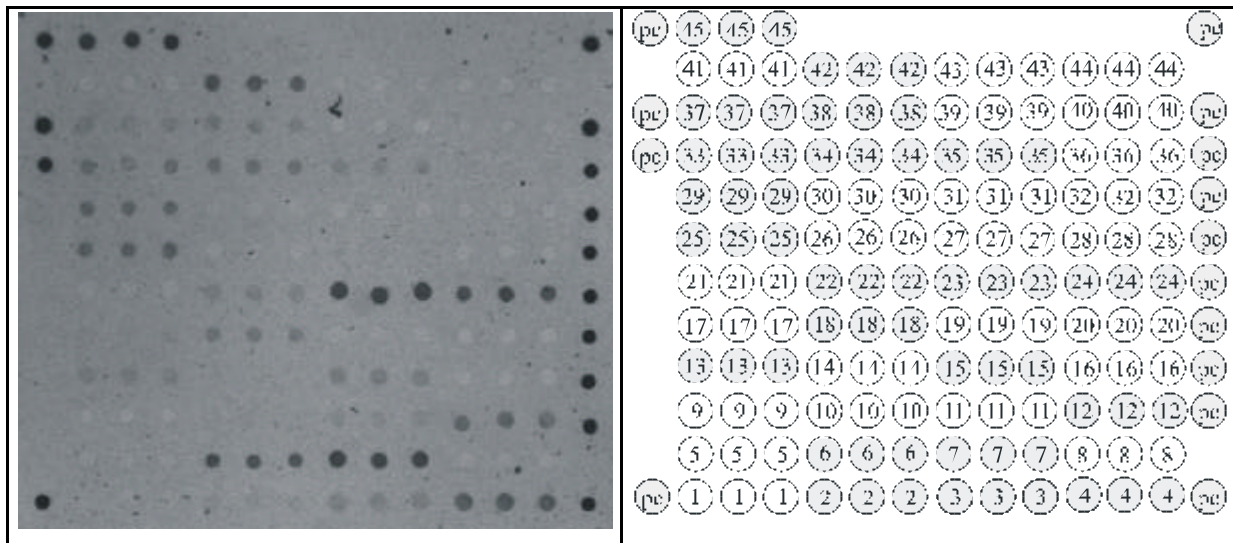 pc 45 45 45 pc
41 41 41 42 42 42 43 43 43 44 44 44
pc 37 37 37 38 38 38 39 39 39 40 40 40 pc
pc 33 33 33 34 34 34 35 35 35 36 36 36 pc
29 29 29 30 30 30 31 31 31 32 32 32 pc
25 25 25 26 26 26 27 27 27 28 28 28 pc
21 21 21 22 22 22 23 23 23 24 24 24 pc
17 17 17 18 18 18 19 19 19 20 20 20 pc
13 13 13 14 14 14 15 15 15 16 16 16 pc
9 9 9 10 10 10 11 11 11 12 12 12 pc
5 5 5 6 6 6 7 7 7 8 8 8
pc 1 1 1 2 2 2 3 3 3 4 4 4 pc